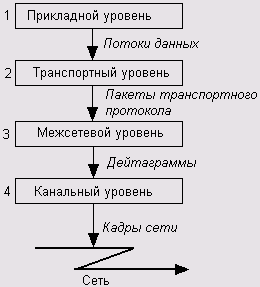 1 Прикладной уровень
Потоки данных
2 Транспортный уровень
Пакеты транспортного
протокола
3 Межсетевой уровень
Дейтаграммы
4 Канальный уровень
Кадры сети
Сеть